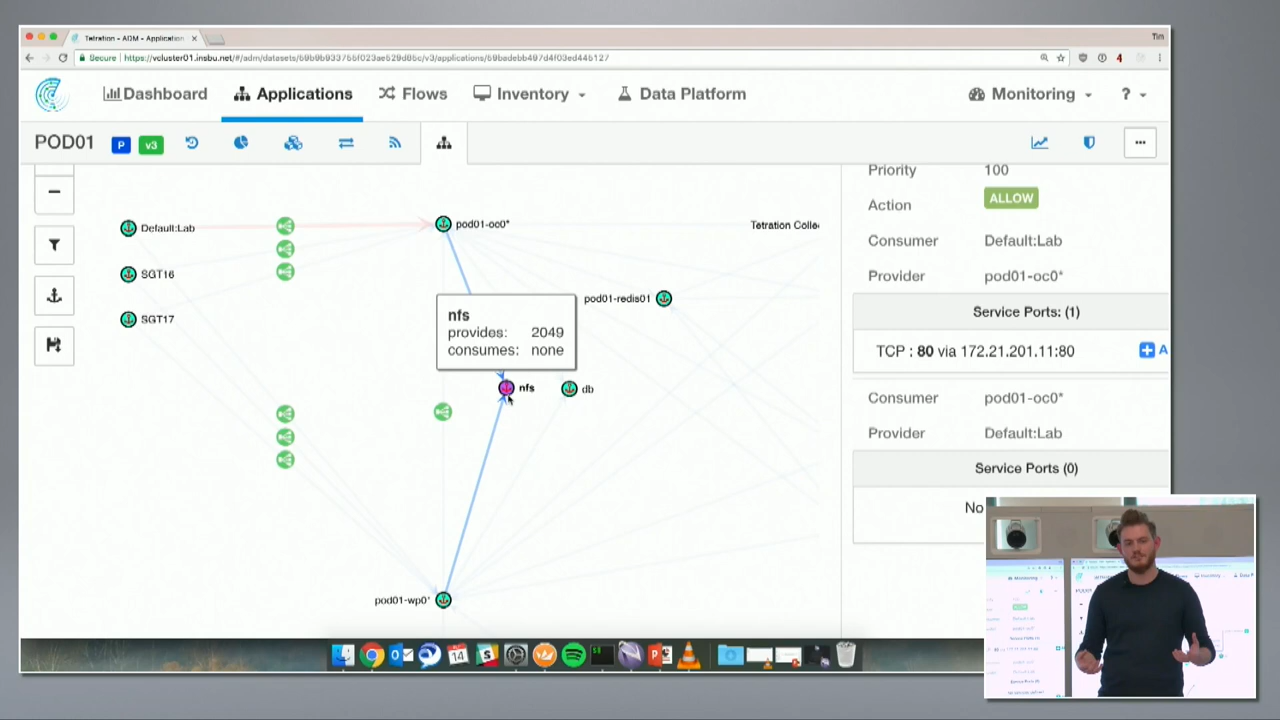 Tetration - ADM - Application
Tim
Secure
4
Dashboard
Applications
Flows
Inventory
Data Platform
Monitoring
?
POD01
P
v3
Default:Lab
SGT16
SGT17
pod01-oc0*
Tetration Colle
pod01-redis01
nfs
provides: 2049
consumes: none
nfs
db
pod01-wp0*
Priority 100
Action ALLOW
Consumer Default:Lab
Provider pod01-oc0*
Service Ports: (1)
TCP : 80 via 172.21.201.11:80
A
Consumer pod01-oc0*
Provider Default:Lab
Service Ports (0)
No
14